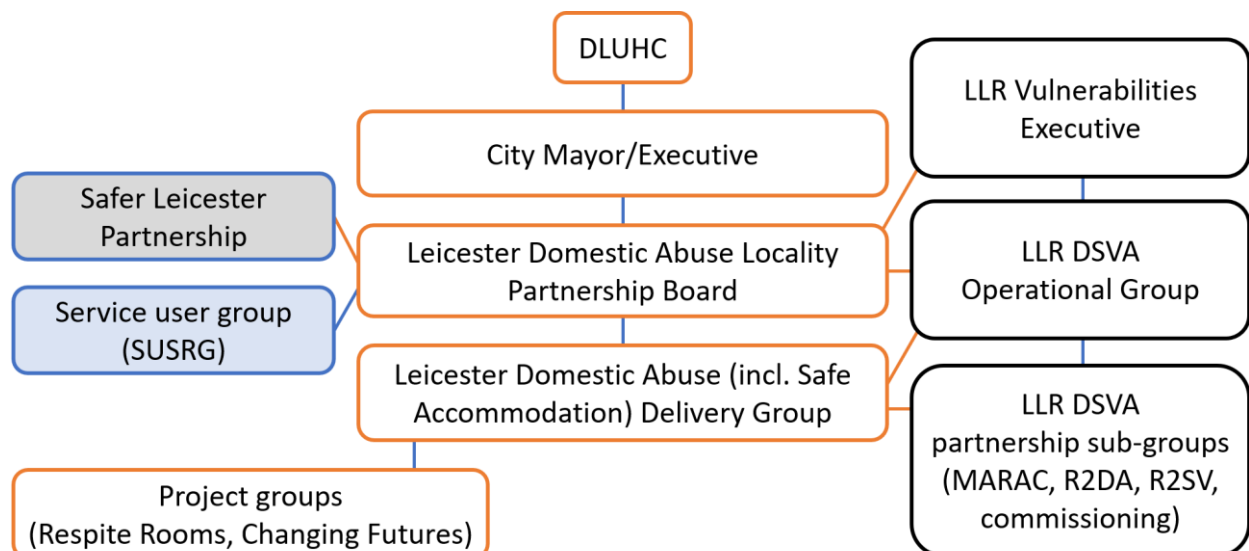 DLUHC
LLR Vulnerabilities
Executive
City Mayor/Executive
Safer Leicester
Partnership
Leicester Domestic Abuse Locality
Partnership Board
LLR DSVA
Operational Group
Service user group
(SUSRG)
Leicester Domestic Abuse (incl. Safe
Accommodation) Delivery Group
LLR DSVA
partnership sub-groups
(MARAC, R2DA, R2SV,
commissioning)
Project groups
(Respite Rooms, Changing Futures)